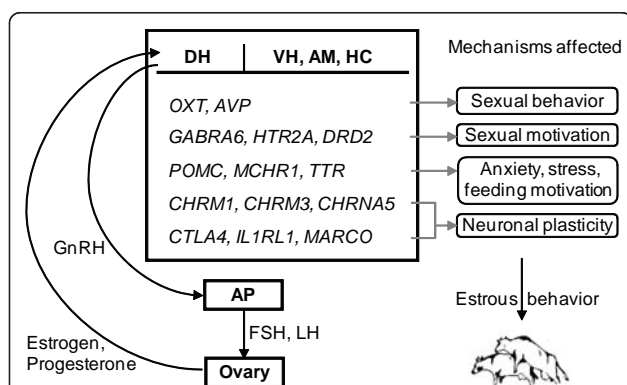 Mechanisms affected
DH VH, AM, HC
OXT, AVP
Sexual behavior
GABRA6, HTR2A, DRD2
Sexual motivation
POMC, MCHR1, TTR
Anxiety, stress,
feeding motivation
CHRM1, CHRM3, CHRNA5
Neuronal plasticity
CTLA4, IL1RL1, MARCO
GnRH
AP
Estrous behavior
FSH, LH
Estrogen,
Progesterone
Ovary